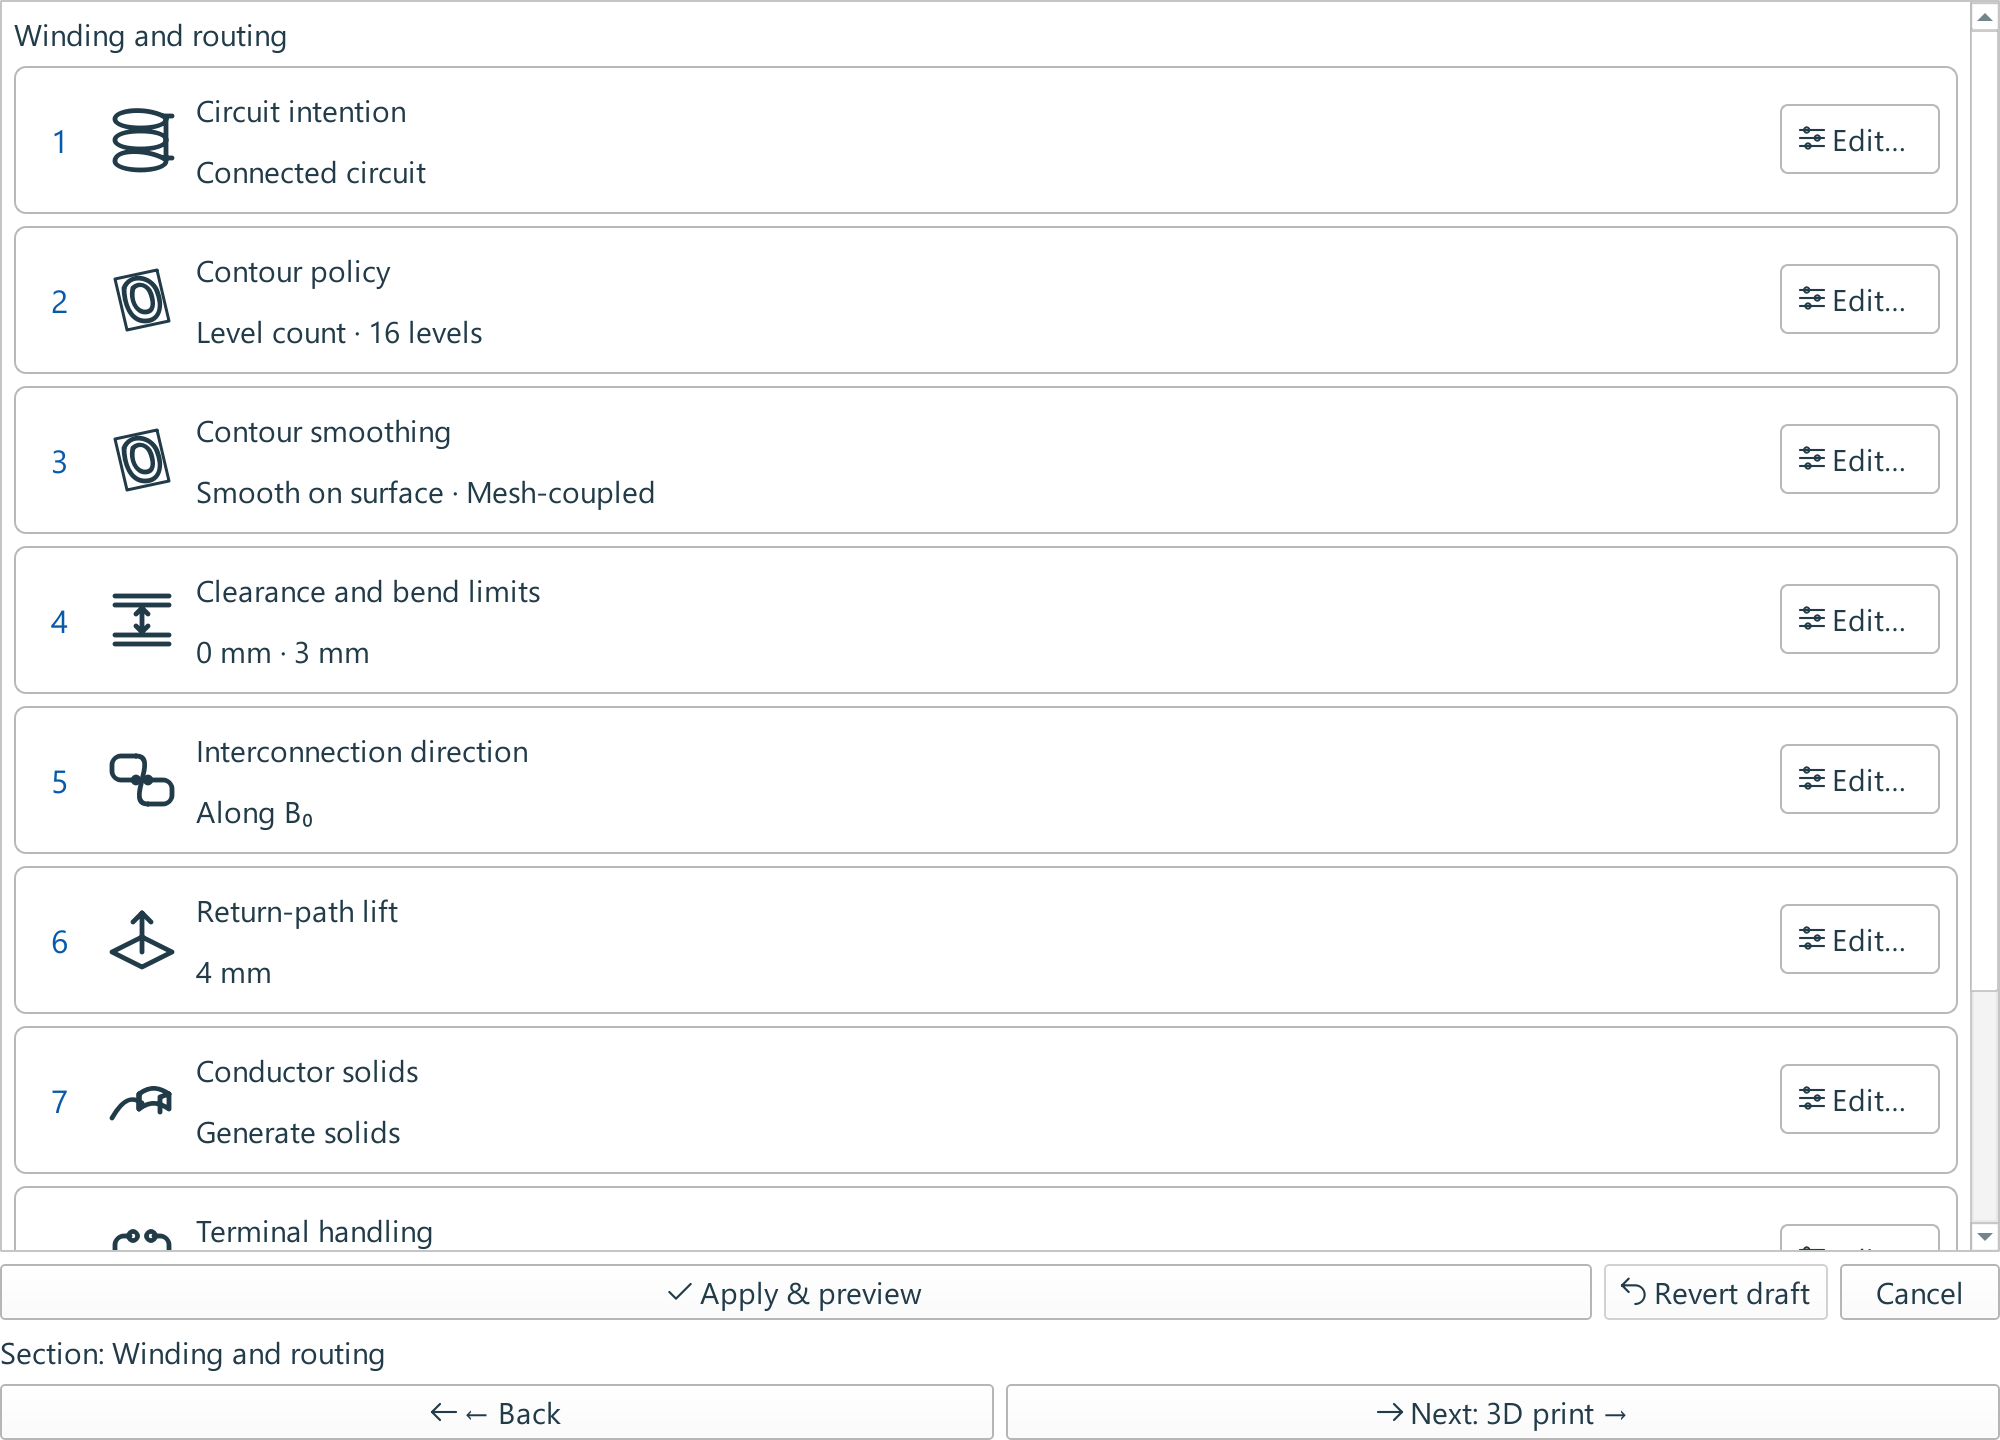 Winding and routing
1
Circuit intention
Connected circuit
Edit...
2
Contour policy
Level count · 16 levels
Edit...
3
Contour smoothing
Smooth on surface · Mesh-coupled
Edit...
4
Clearance and bend limits
0 mm · 3 mm
Edit...
5
Interconnection direction
Along B₀
Edit...
6
Return-path lift
4 mm
Edit...
7
Conductor solids
Generate solids
Edit...
Terminal handling
Apply & preview
Revert draft
Cancel
Section: Winding and routing
← Back
Next: 3D print →